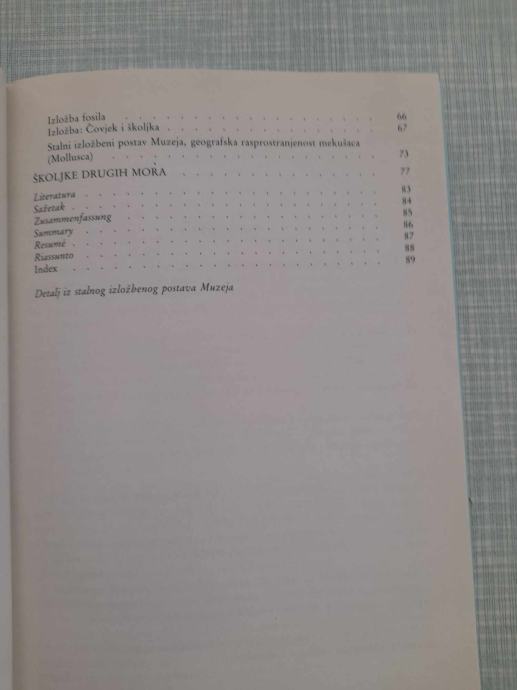 Izložba fosila . . . . . . . . . . . . . . . . 66
Izložba: Čovjek i školjka . . . . . . . . . . . . . 67
Stalni izložbeni postav Muzeja, geografska rasprostranjenost mekušaca
(Mollusca) . . . . . . . . . . . . . . . . 73
ŠKOLJKE DRUGIH MORA . . . . . . . . . . . . 77
Literatura . . . . . . . . . . . . . . . . . 83
Sažetak . . . . . . . . . . . . . . . . . . 84
Zusammenfassung . . . . . . . . . . . . . . . 85
Summary . . . . . . . . . . . . . . . . . . 86
Resumé . . . . . . . . . . . . . . . . . . 87
Riassunto . . . . . . . . . . . . . . . . . 88
Index . . . . . . . . . . . . . . . . . . 89
Detalj iz stalnog izložbenog postava Muzeja